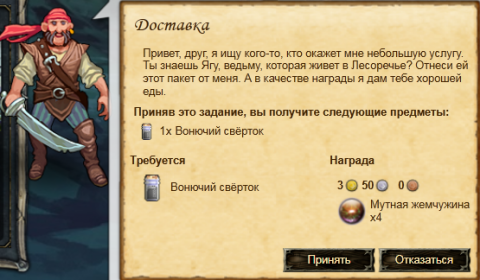 Доставка
Привет, друг, я ищу кого-то, кто окажет мне небольшую услугу.
Ты знаешь Ягу, ведьму, которая живет в Лесоречье? Отнеси ей
этот пакет от меня. А в качестве награды я дам тебе хорошей
еды.
Приняв это задание, вы получите следующие предметы:
1x Вонючий свёрток
Требуется
Награда
Вонючий свёрток
3 50 0
Мутная жемчужина
x4
Принять
Отказаться